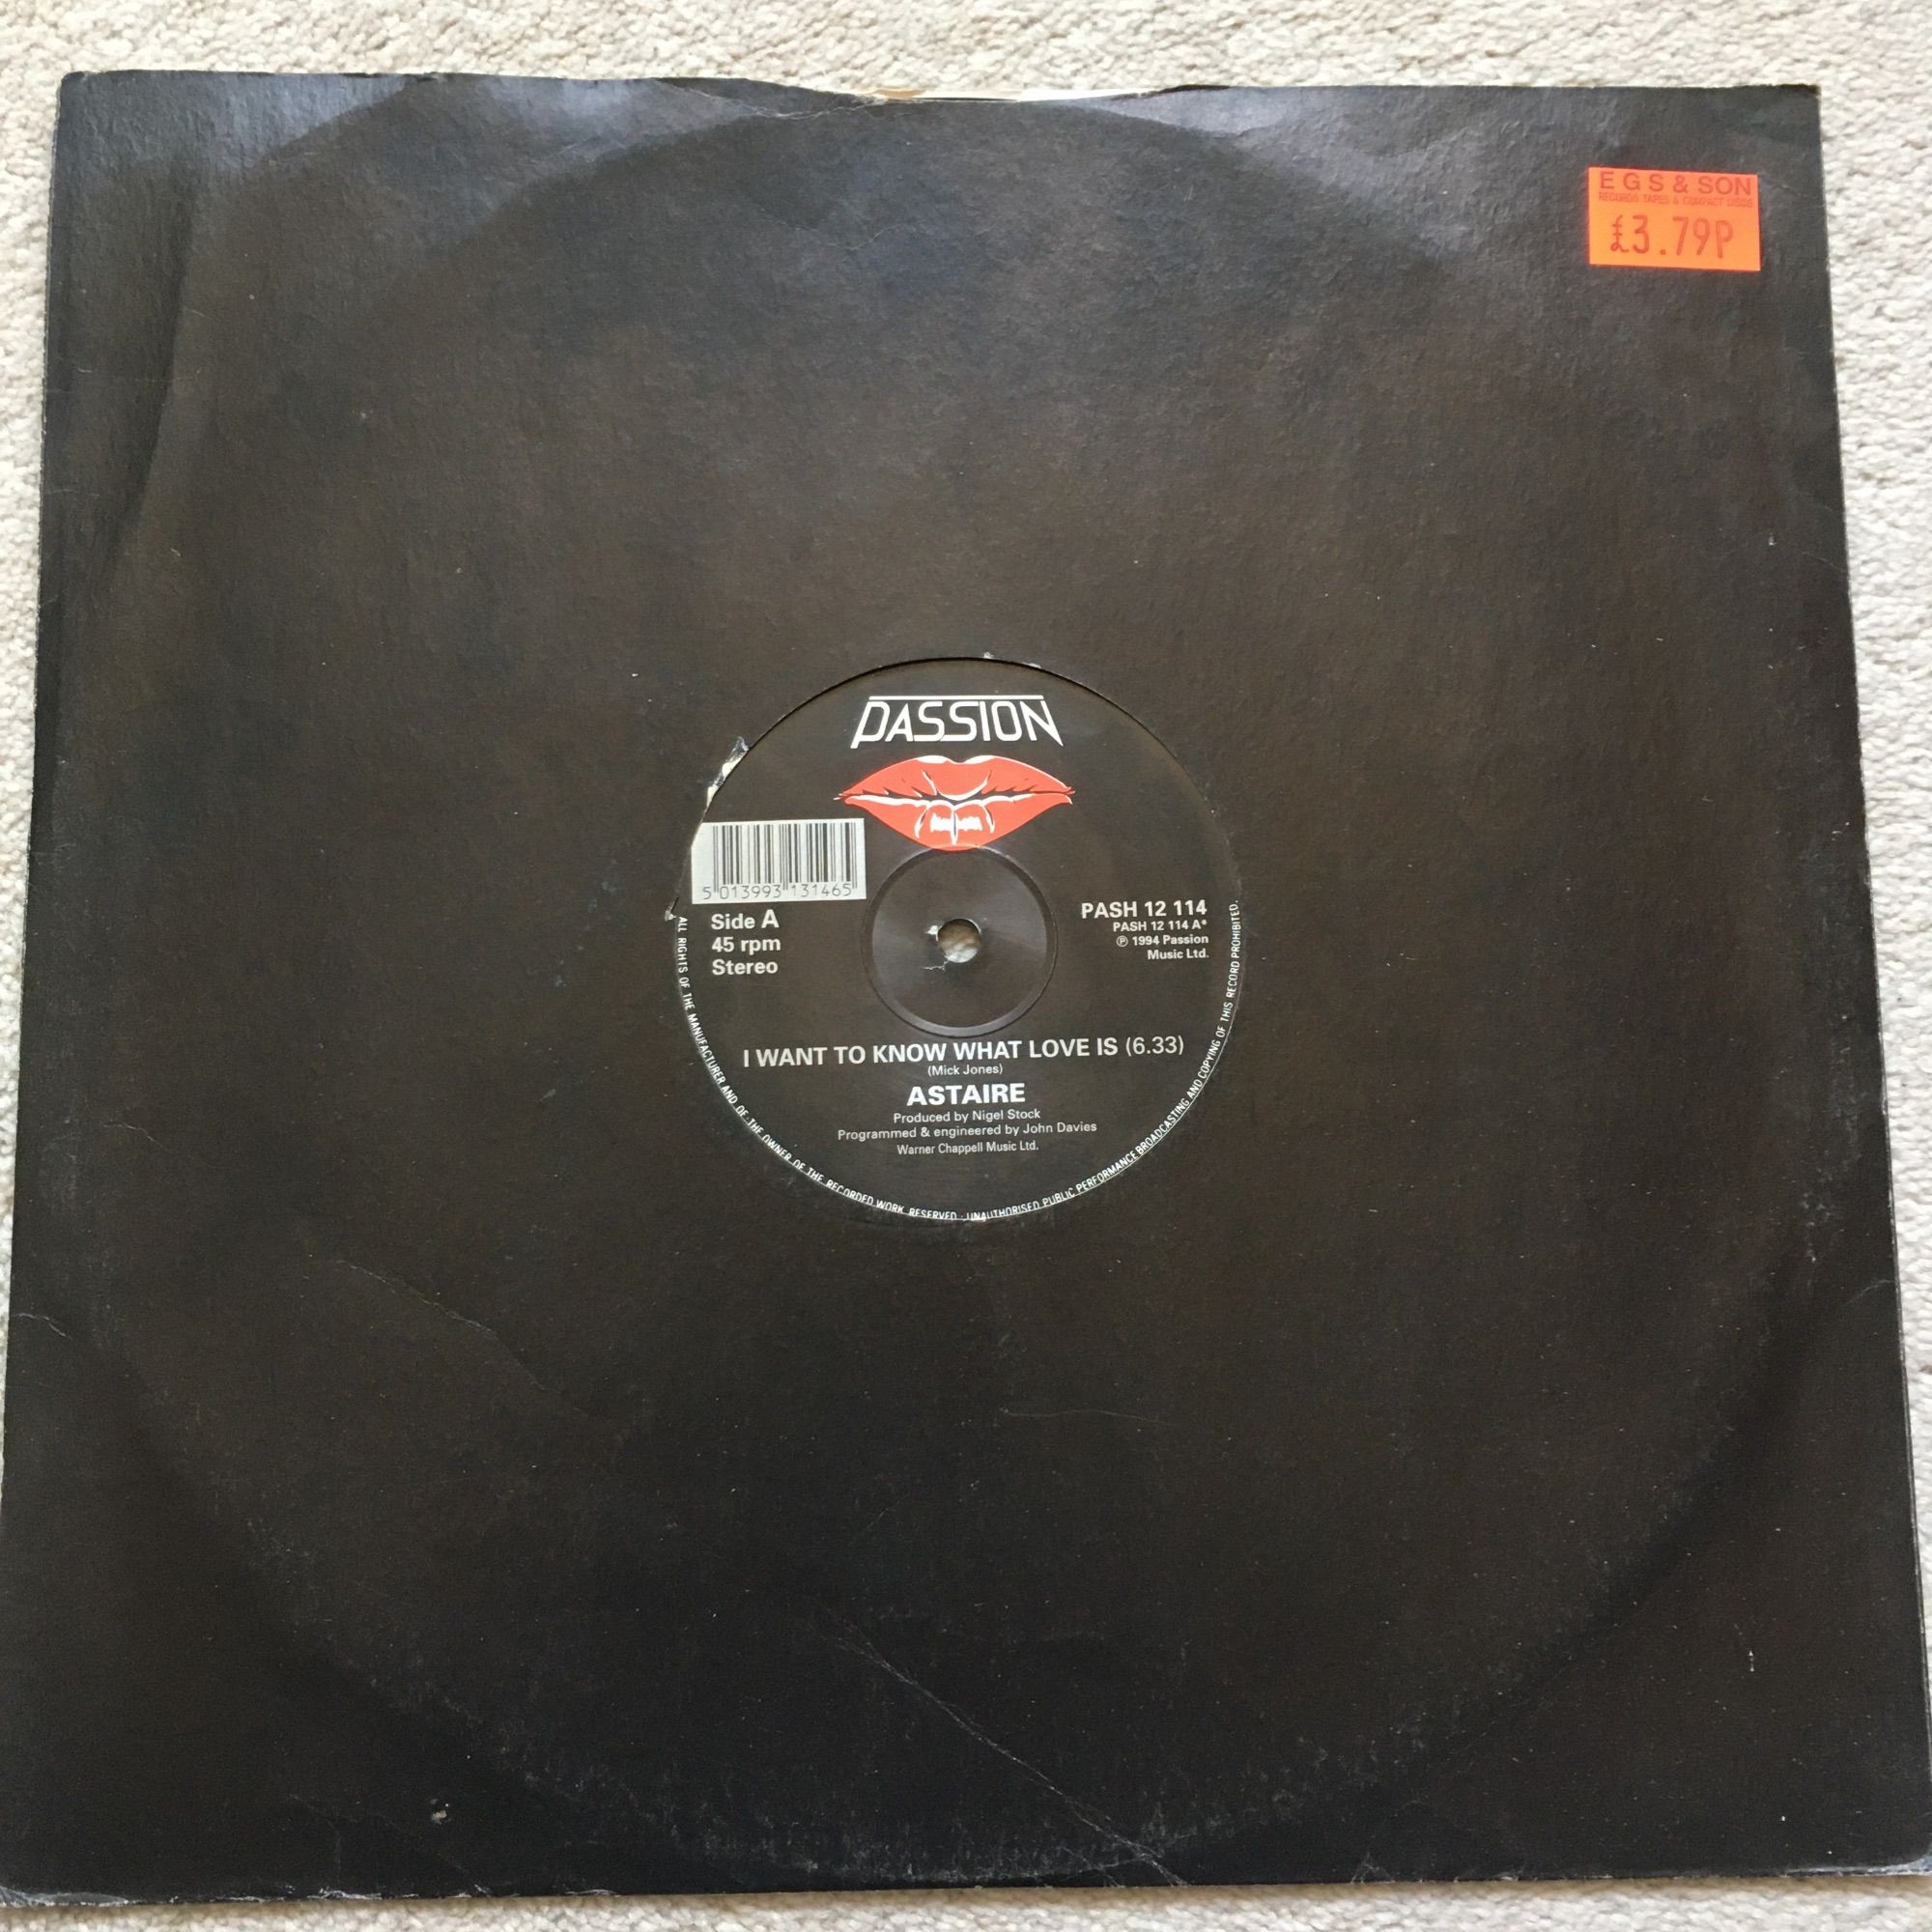 E G S & SON
RECORDS TAPES & COMPACT DISCS
£3.79P
PASSION
5 013993 131465
Side A
45 rpm
Stereo
PASH 12 114
PASH 12 114 A*
℗ 1994 Passion
Music Ltd.
I WANT TO KNOW WHAT LOVE IS (6.33)
(Mick Jones)
ASTAIRE
Produced by Nigel Stock
Programmed & engineered by John Davies
Warner Chappell Music Ltd.
ALL RIGHTS OF THE MANUFACTURER AND OF THE OWNER OF THE RECORDED WORK RESERVED · UNAUTHORISED PUBLIC PERFORMANCE BROADCASTING AND COPYING OF THIS RECORD PROHIBITED.